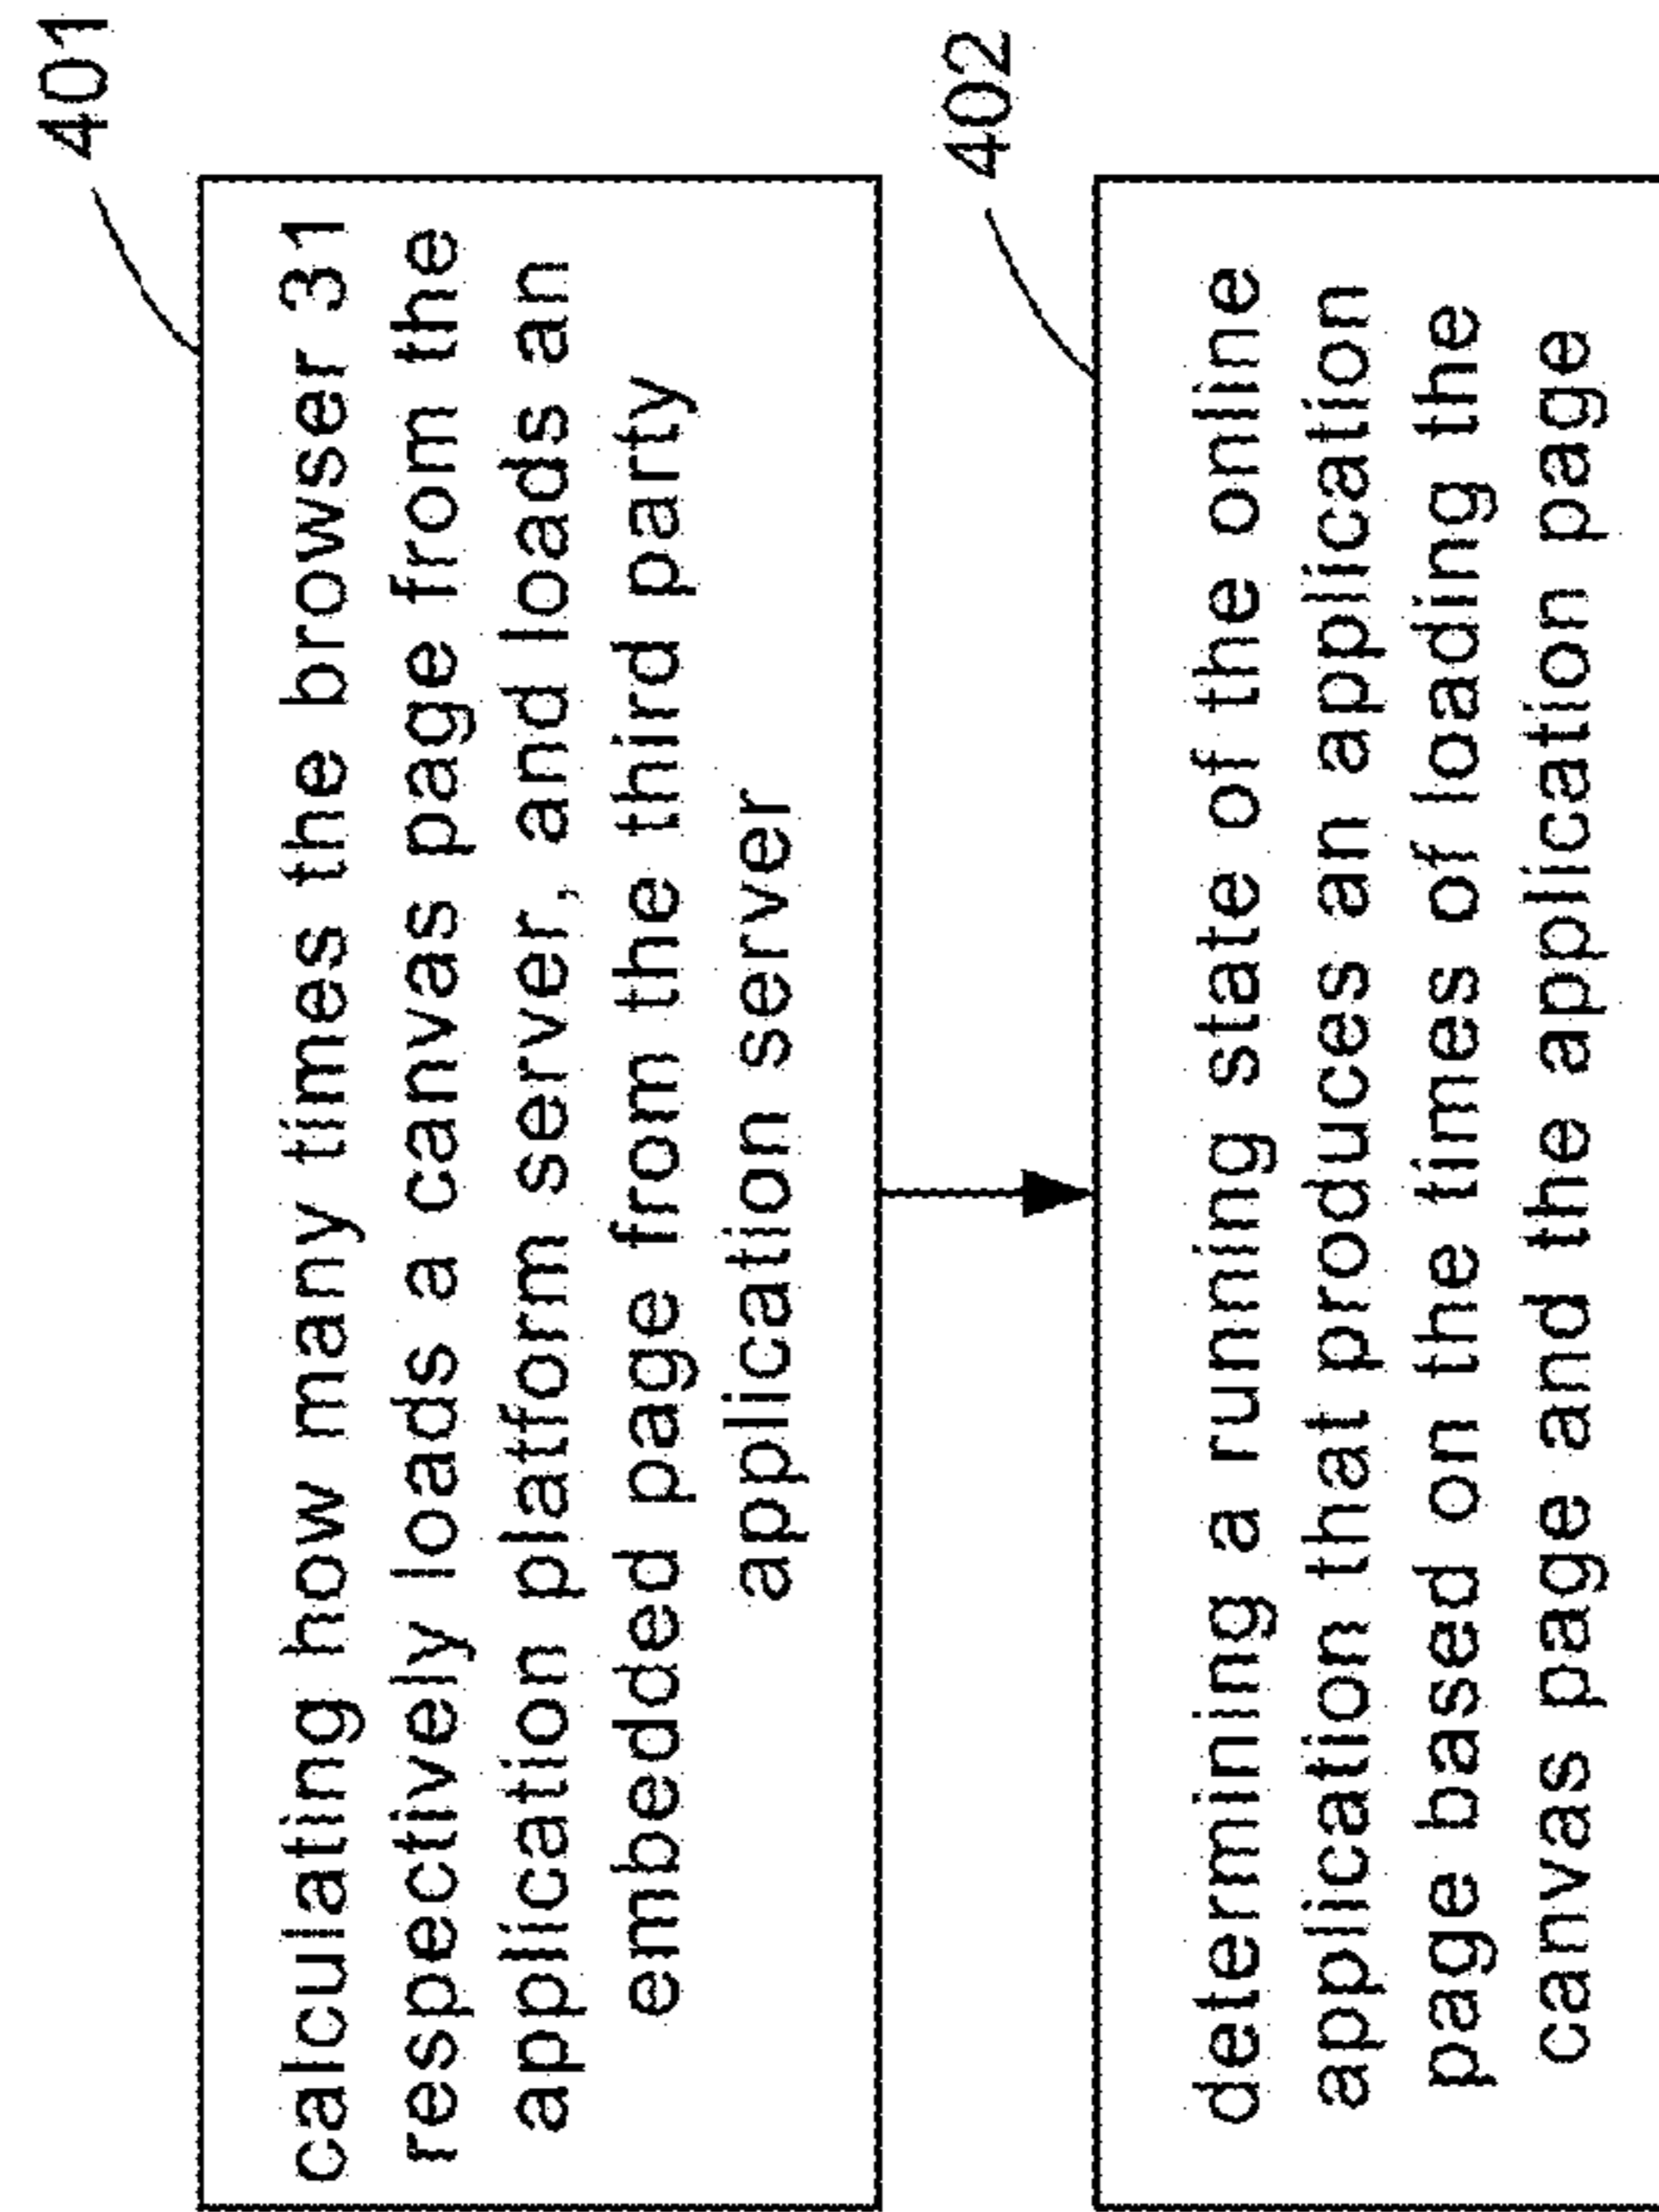 401
calculating how many times the browser 31
respectively loads a canvas page from the
application platform server, and loads an
embedded page from the third party
application server
402
determining a running state of the online
application that produces an application
page based on the times of loading the
canvas page and the application page